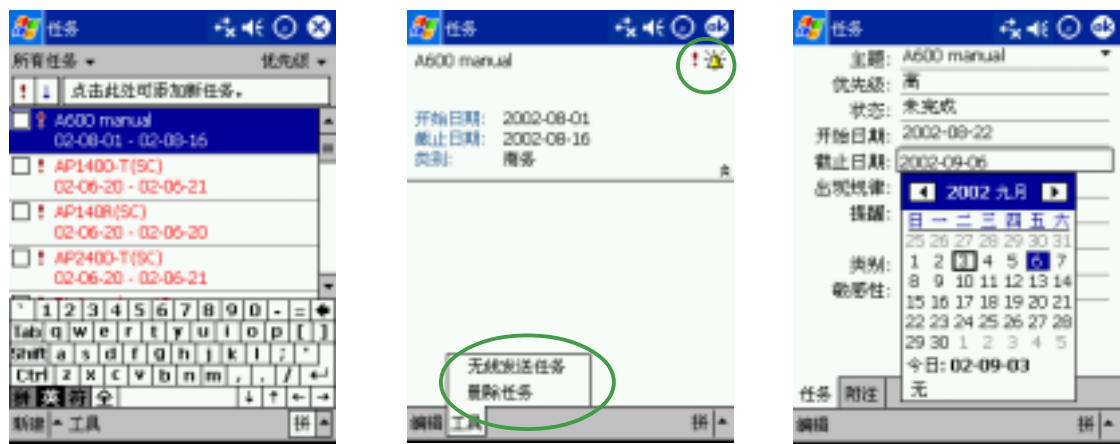 任务
所有任务 优先级
! ↓ 点击此处可添加新任务。
! A600 manual
02-08-01 - 02-08-16
! AP1400-T(SC)
02-06-20 - 02-06-21
! AP140R(SC)
02-06-20 - 02-06-20
! AP2400-T(SC)
02-06-20 - 02-06-21
` 1 2 3 4 5 6 7 8 9 0 - =
Tab q w e r t y u i o p [ ]
Shift a s d f g h j k l ; '
Ctrl z x c v b n m , . / ↵
拼 英 符 全 ↓ ↑ ← →
新建 工具 拼
任务 ok
A600 manual !
开始日期: 2002-08-01
截止日期: 2002-08-16
类别: 商务
无线发送任务
删除任务
编辑 工具 拼
任务 ok
主题: A600 manual
优先级: 高
状态: 未完成
开始日期: 2002-08-22
截止日期: 2002-09-06
出现规律:
提醒:
类别:
敏感性:
2002 九月
日 一 二 三 四 五 六
25 26 27 28 29 30 31
1 2 3 4 5 6 7
8 9 10 11 12 13 14
15 16 17 18 19 20 21
22 23 24 25 26 27 28
29 30 1 2 3 4 5
今日: 02-09-03
无
任务 附注
编辑 拼